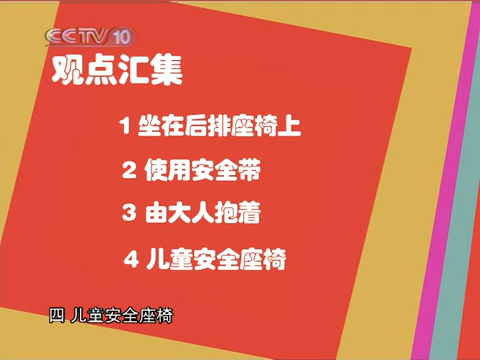 CCTV 10
观点汇集
1 坐在后排座椅上
2 使用安全带
3 由大人抱着
4 儿童安全座椅
四 儿童安全座椅